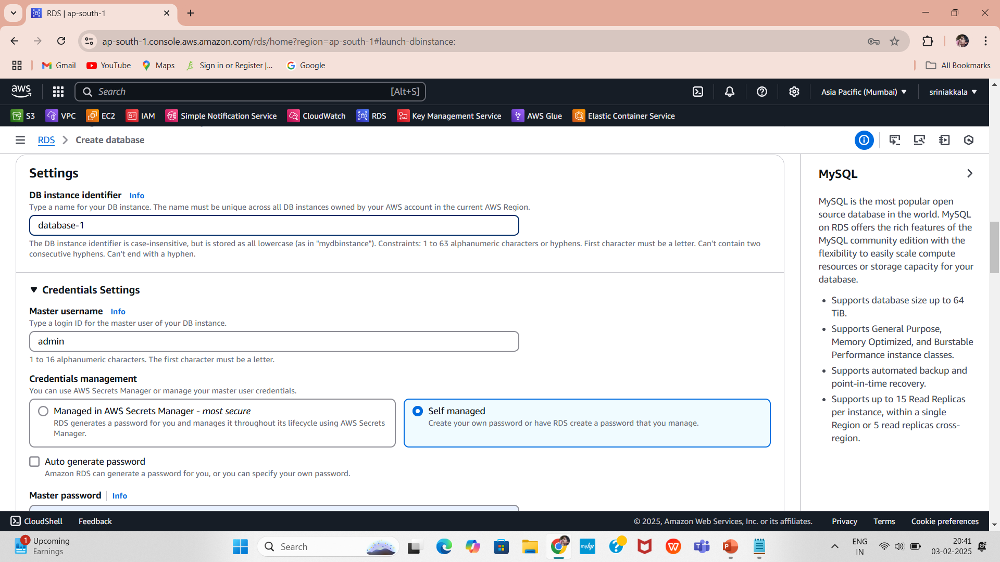 RDS | ap-south-1
ap-south-1.console.aws.amazon.com/rds/home?region=ap-south-1#launch-dbinstance:
Gmail YouTube Maps Sign in or Register |... Google All Bookmarks
aws Search [Alt+S] Asia Pacific (Mumbai) sriniakkala
S3 VPC EC2 IAM Simple Notification Service CloudWatch RDS Key Management Service AWS Glue Elastic Container Service
RDS Create database
Settings
DB instance identifier Info
Type a name for your DB instance. The name must be unique across all DB instances owned by your AWS account in the current AWS Region.
database-1
The DB instance identifier is case-insensitive, but is stored as all lowercase (as in "mydbinstance"). Constraints: 1 to 63 alphanumeric characters or hyphens. First character must be a letter. Can't contain two
consecutive hyphens. Can't end with a hyphen.
Credentials Settings
Master username Info
Type a login ID for the master user of your DB instance.
admin
1 to 16 alphanumeric characters. The first character must be a letter.
Credentials management
You can use AWS Secrets Manager or manage your master user credentials.
Managed in AWS Secrets Manager - most secure
RDS generates a password for you and manages it throughout its lifecycle using AWS Secrets
Manager.
Self managed
Create your own password or have RDS create a password that you manage.
Auto generate password
Amazon RDS can generate a password for you, or you can specify your own password.
Master password Info
MySQL
MySQL is the most popular open
source database in the world. MySQL
on RDS offers the rich features of the
MySQL community edition with the
flexibility to easily scale compute
resources or storage capacity for your
database.
• Supports database size up to 64
TiB.
• Supports General Purpose,
Memory Optimized, and Burstable
Performance instance classes.
• Supports automated backup and
point-in-time recovery.
• Supports up to 15 Read Replicas
per instance, within a single
Region or 5 read replicas cross-
region.
CloudShell Feedback © 2025, Amazon Web Services, Inc. or its affiliates. Privacy Terms Cookie preferences
1 Upcoming
Earnings
Search
myhp
ENG
IN
20:41
03-02-2025